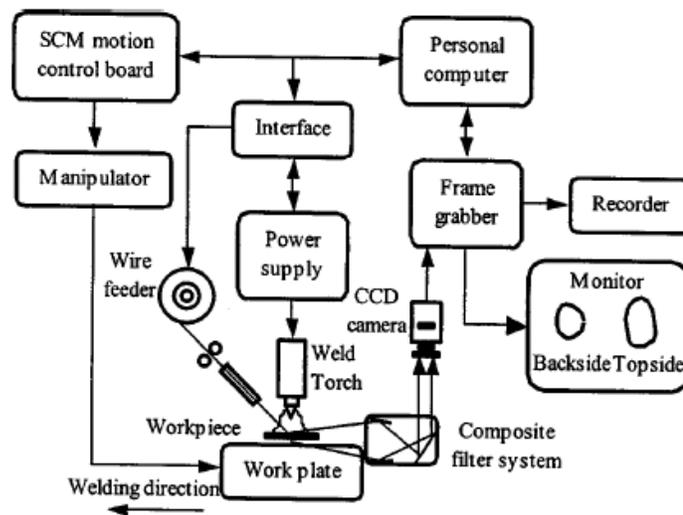 SCM motion
control board
Personal
computer
Interface
Manipulator
Frame
grabber
Recorder
Wire
feeder
Power
supply
CCD
camera
Monitor
Backside Topside
Weld
Torch
Workpiece
Work plate
Composite
filter system
Welding direction